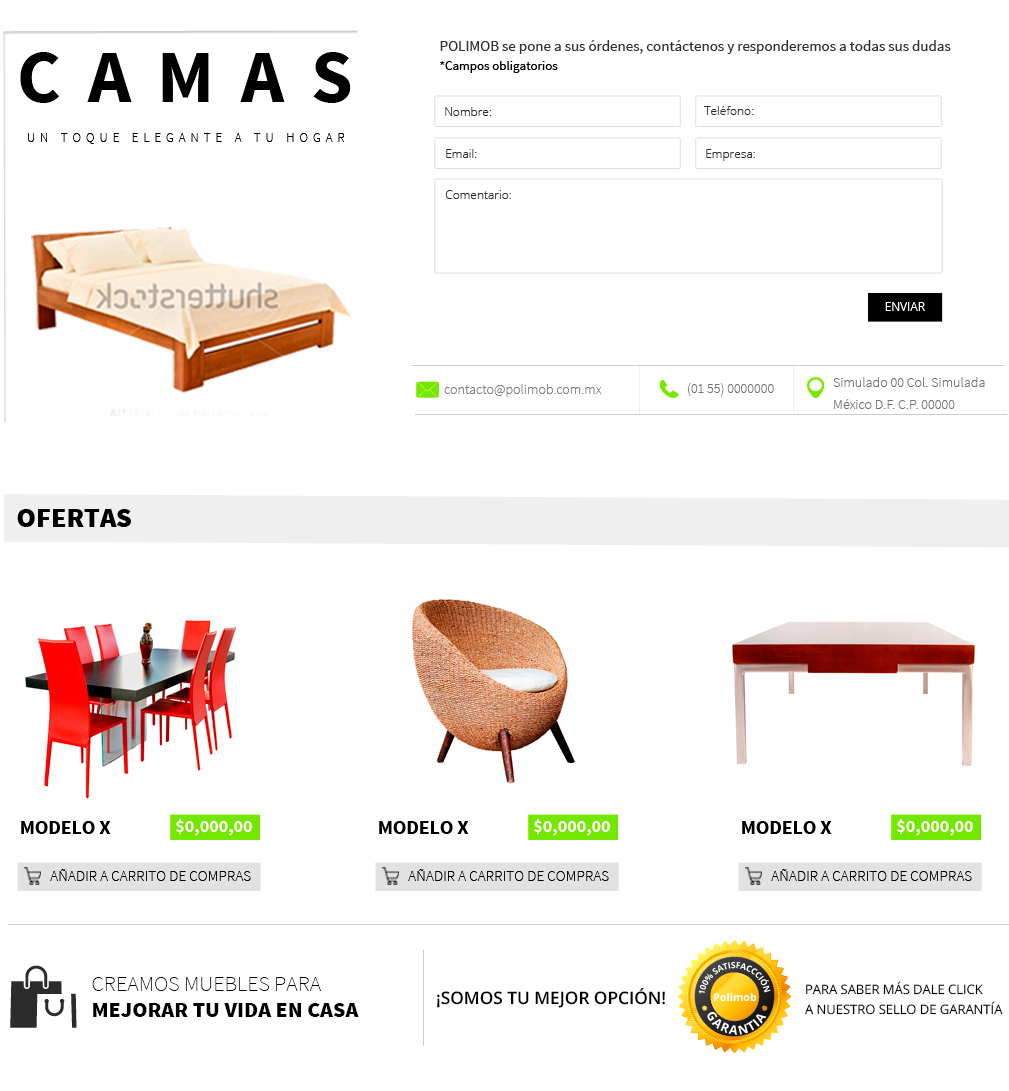 CAMAS
UN TOQUE ELEGANTE A TU HOGAR
shutterstock
POLIMOB se pone a sus órdenes, contáctenos y responderemos a todas sus dudas
*Campos obligatorios
Nombre:
Teléfono:
Email:
Empresa:
Comentario:
ENVIAR
contacto@polimob.com.mx
(01 55) 0000000
Simulado 00 Col. Simulada
México D.F. C.P. 00000
OFERTAS
MODELO X
$0,000,00
AÑADIR A CARRITO DE COMPRAS
MODELO X
$0,000,00
AÑADIR A CARRITO DE COMPRAS
MODELO X
$0,000,00
AÑADIR A CARRITO DE COMPRAS
CREAMOS MUEBLES PARA
MEJORAR TU VIDA EN CASA
¡SOMOS TU MEJOR OPCIÓN!
100% SATISFACCCIÓN
Polimob
GARANTIA
PARA SABER MÁS DALE CLICK
A NUESTRO SELLO DE GARANTÍA